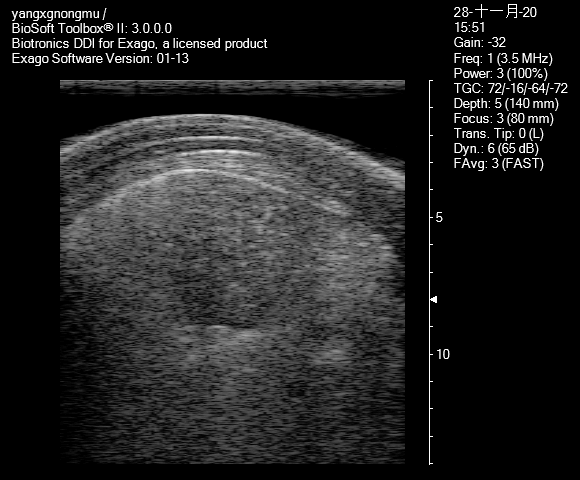 yangxgnongmu /
BioSoft Toolbox® II: 3.0.0.0
Biotronics DDI for Exago, a licensed product
Exago Software Version: 01-13
28-十一月-20
15:51
Gain: -32
Freq: 1 (3.5 MHz)
Power: 3 (100%)
TGC: 72/-16/-64/-72
Depth: 5 (140 mm)
Focus: 3 (80 mm)
Trans. Tip: 0 (L)
Dyn.: 6 (65 dB)
FAvg: 3 (FAST)
5
10